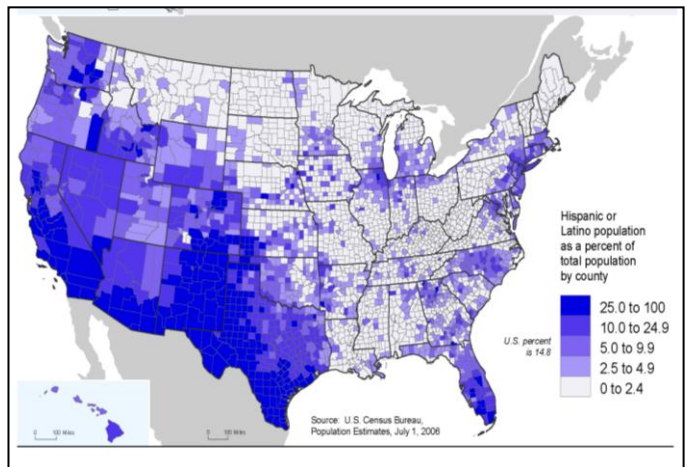 Hispanic or
Latino population
as a percent of
total population
by county
25.0 to 100
10.0 to 24.9
5.0 to 9.9
2.5 to 4.9
0 to 2.4
U.S. percent
is 14.8
Source: U.S. Census Bureau,
Population Estimates, July 1, 2006
0 100 Miles
0 100 Miles